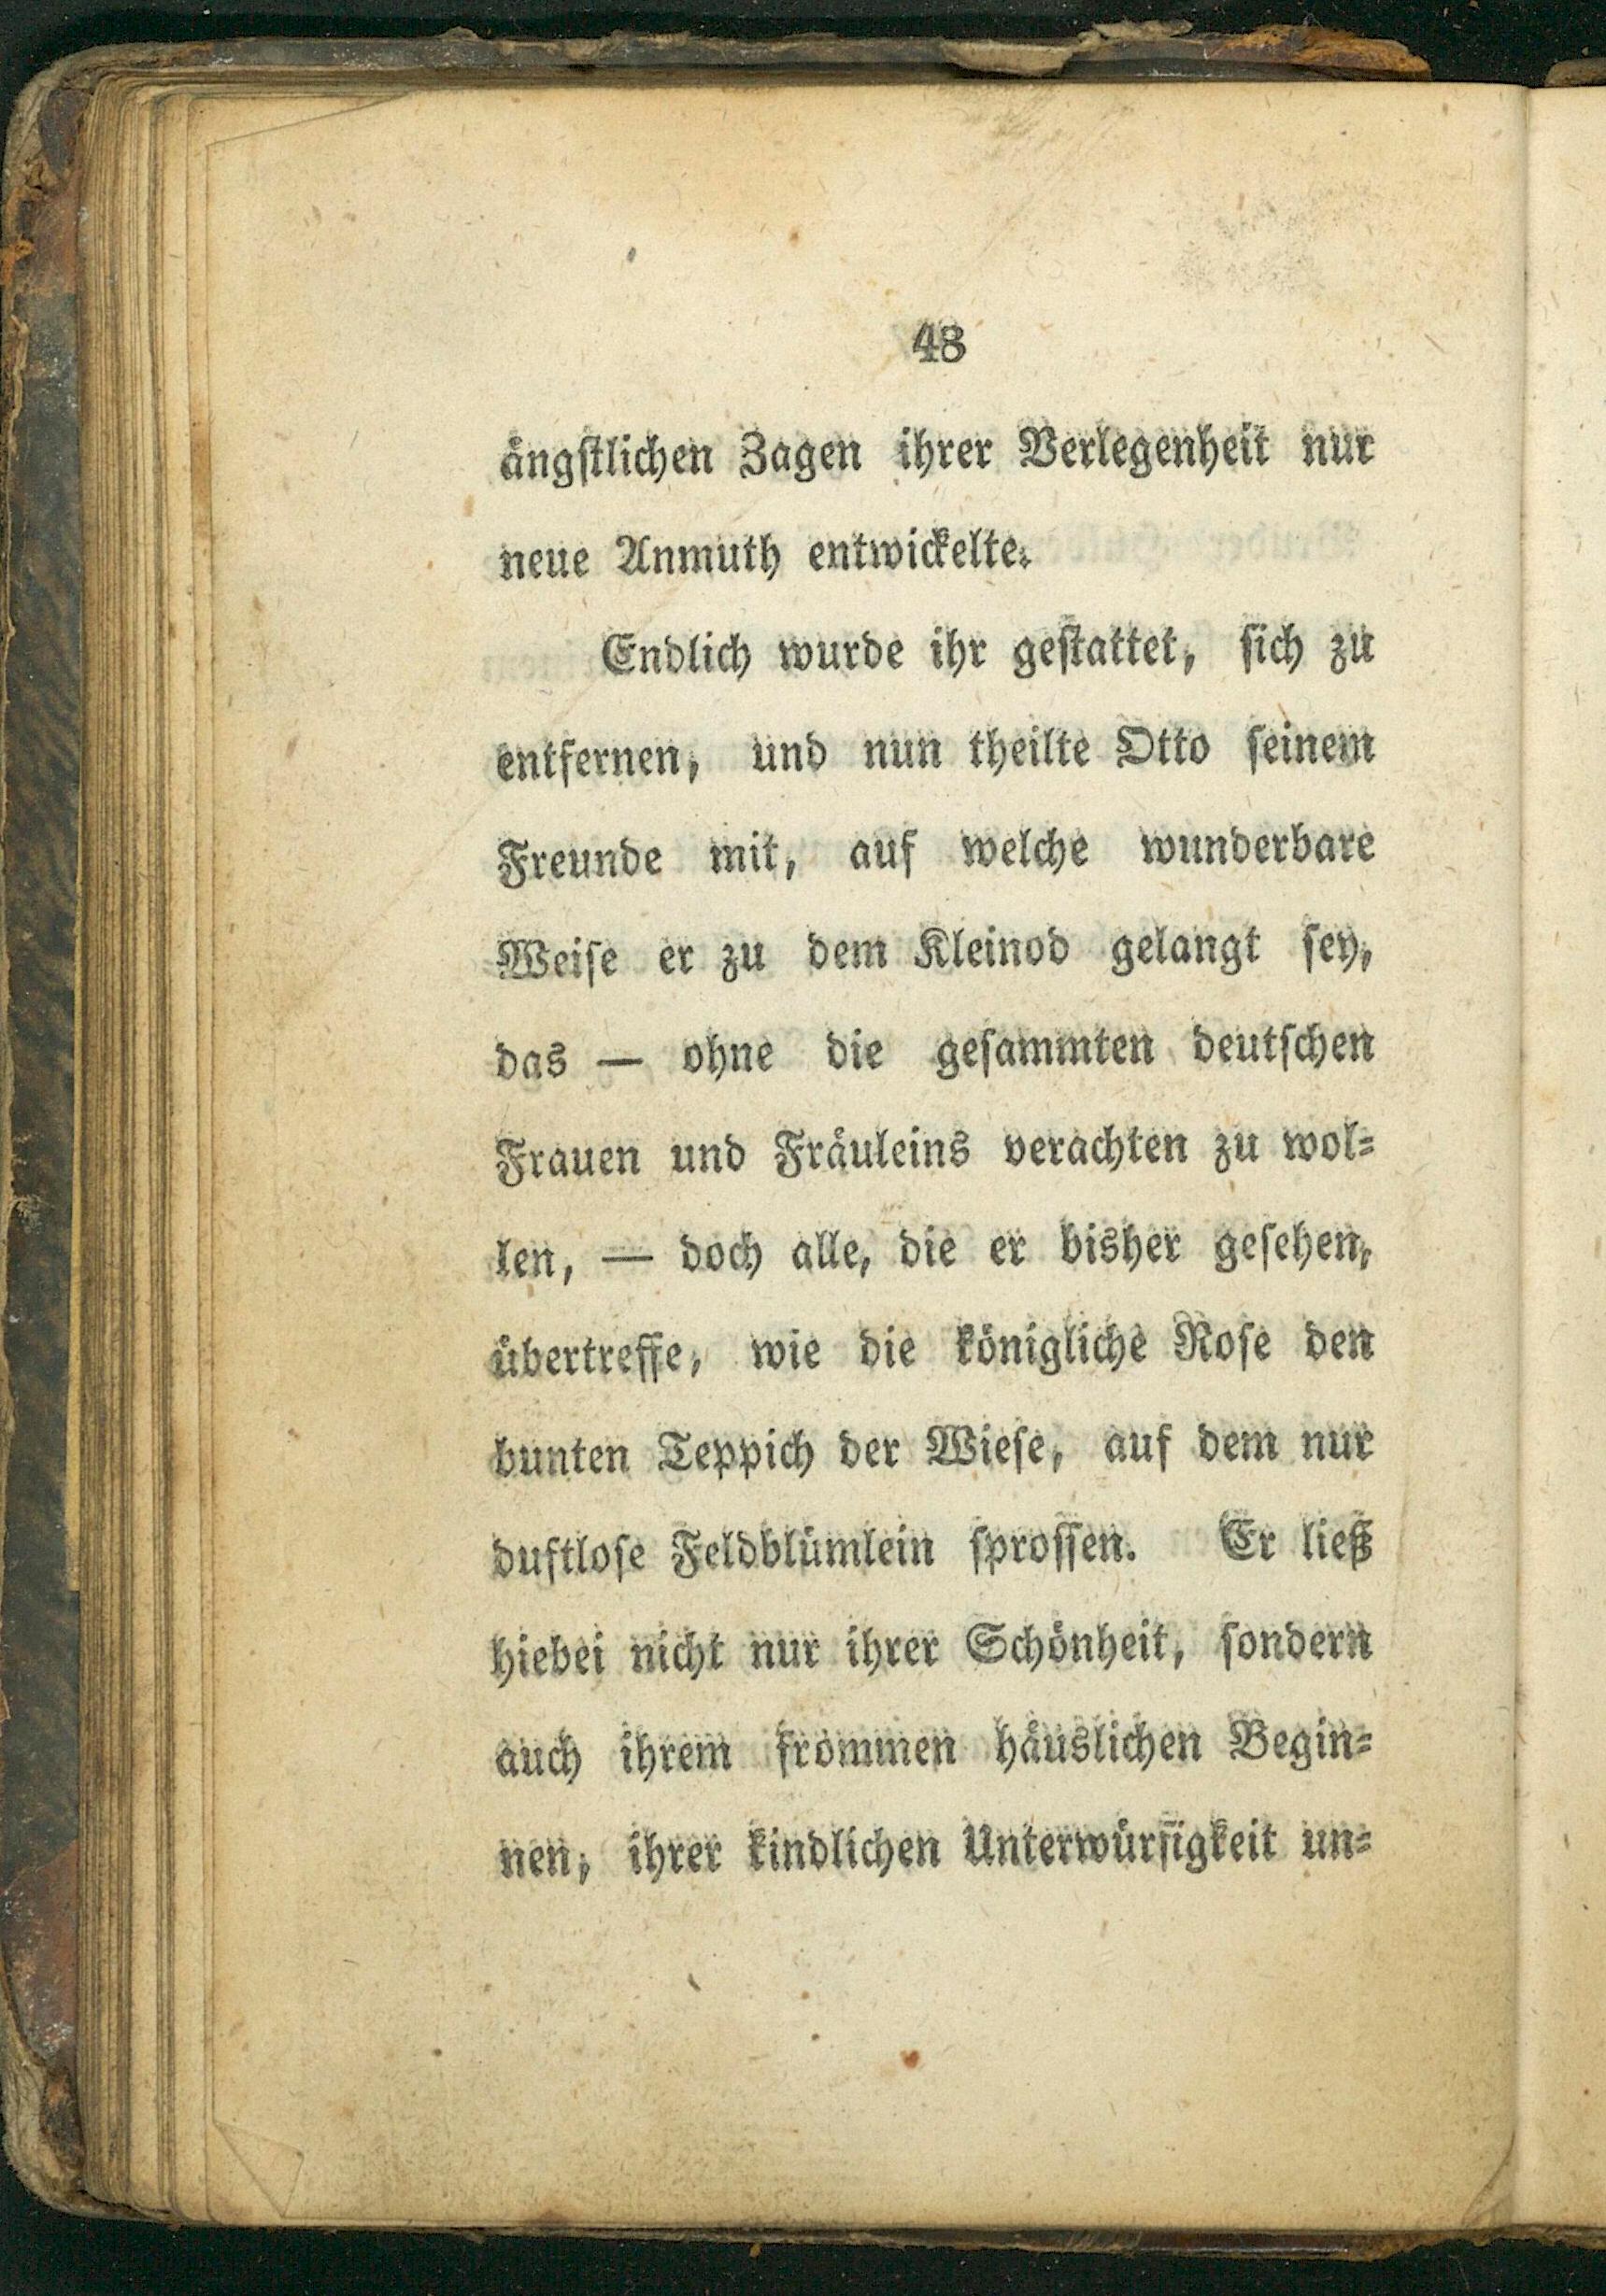 48
ängstlichen Zagen ihrer Verlegenheit nur
neue Anmuth entwickelte.
Endlich wurde ihr gestattet, sich zu
entfernen, und nun theilte Otto seinem
Freunde mit, auf welche wunderbare
Weise er zu dem Kleinod gelangt sey,
das — ohne die gesammten deutschen
Frauen und Fräuleins verachten zu wol-
len, — doch alle, die er bisher gesehen,
übertreffe, wie die königliche Rose den
bunten Teppich der Wiese, auf dem nur
duftlose Feldblümlein sprossen. Er ließ
hiebei nicht nur ihrer Schönheit, sondern
auch ihrem frommen häuslichen Begin-
nen, ihrer kindlichen Unterwürfigkeit un-